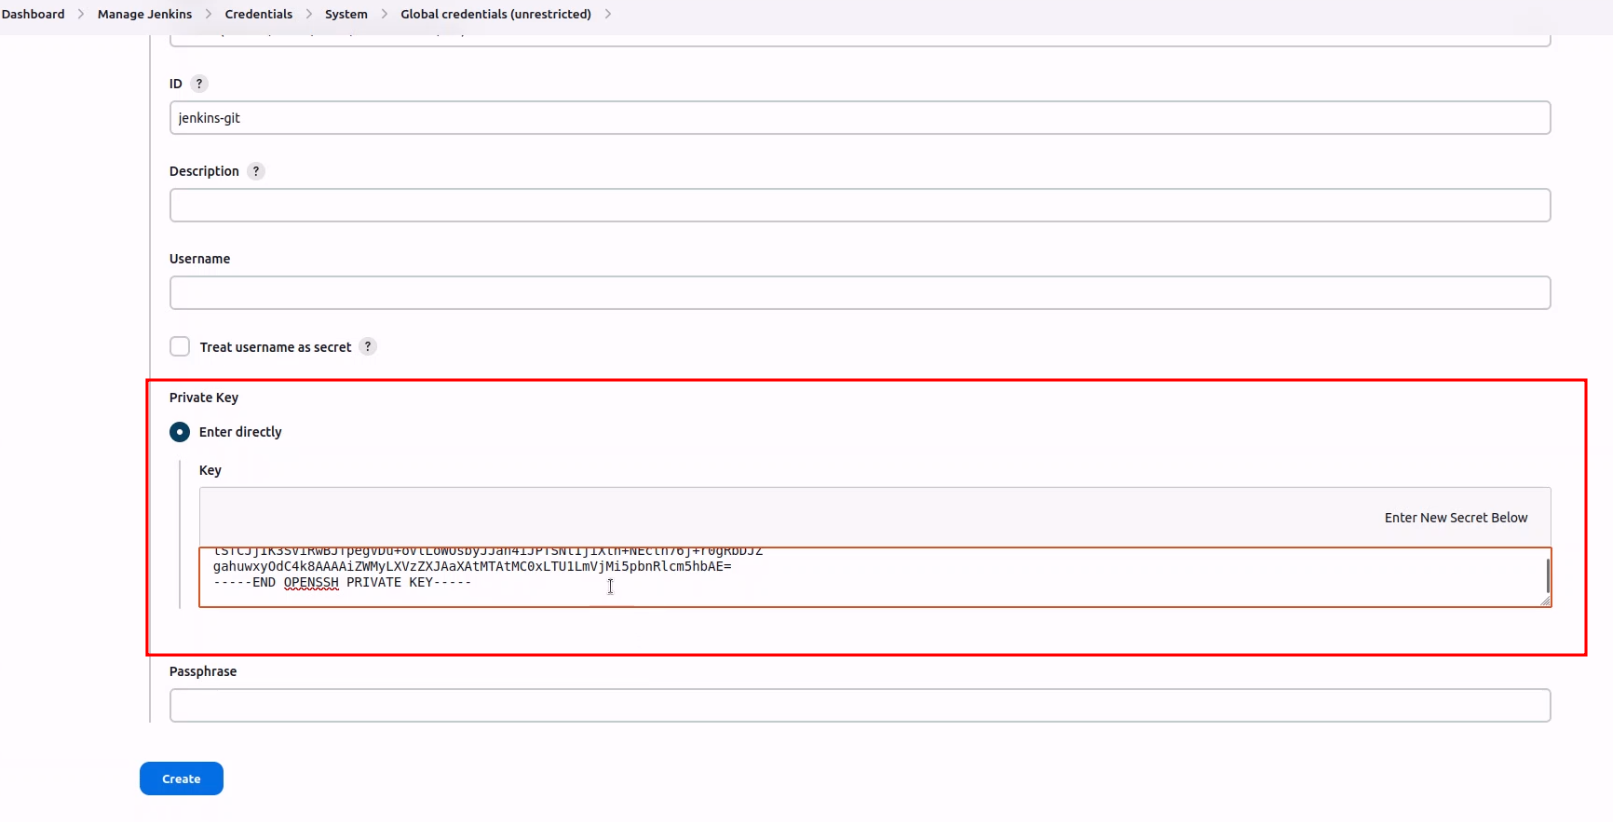 Dashboard > Manage Jenkins > Credentials > System > Global credentials (unrestricted) >
ID ?
jenkins-git
Description ?
Username
Treat username as secret ?
Private Key
Enter directly
Key
Enter New Secret Below
gahuwxyOdC4k8AAAAiZWMyLXVzZXJAaXAtMTAtMC0xLTU1LmVjMi5pbnRlcm5hbAE=
-----END OPENSSH PRIVATE KEY-----
Passphrase
Create